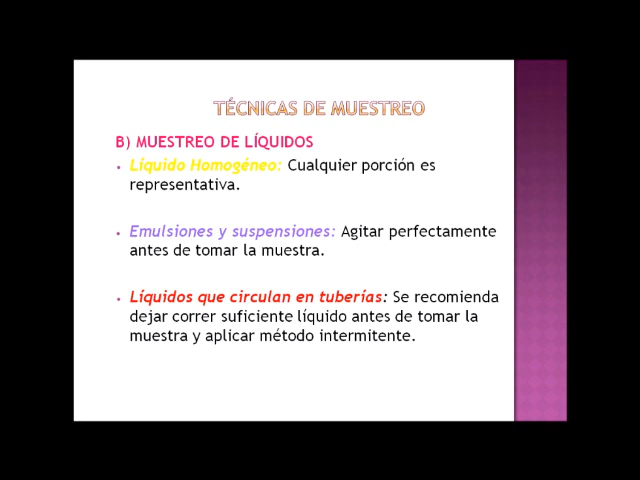 TÉCNICAS DE MUESTREO
B) MUESTREO DE LÍQUIDOS
• Líquido Homogéneo: Cualquier porción es
representativa.
• Emulsiones y suspensiones: Agitar perfectamente
antes de tomar la muestra.
• Líquidos que circulan en tuberías: Se recomienda
dejar correr suficiente líquido antes de tomar la
muestra y aplicar método intermitente.